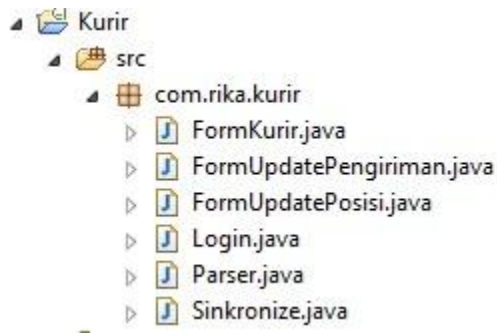 Kurir
src
com.rika.kurir
FormKurir.java
FormUpdatePengiriman.java
FormUpdatePosisi.java
Login.java
Parser.java
Sinkronize.java